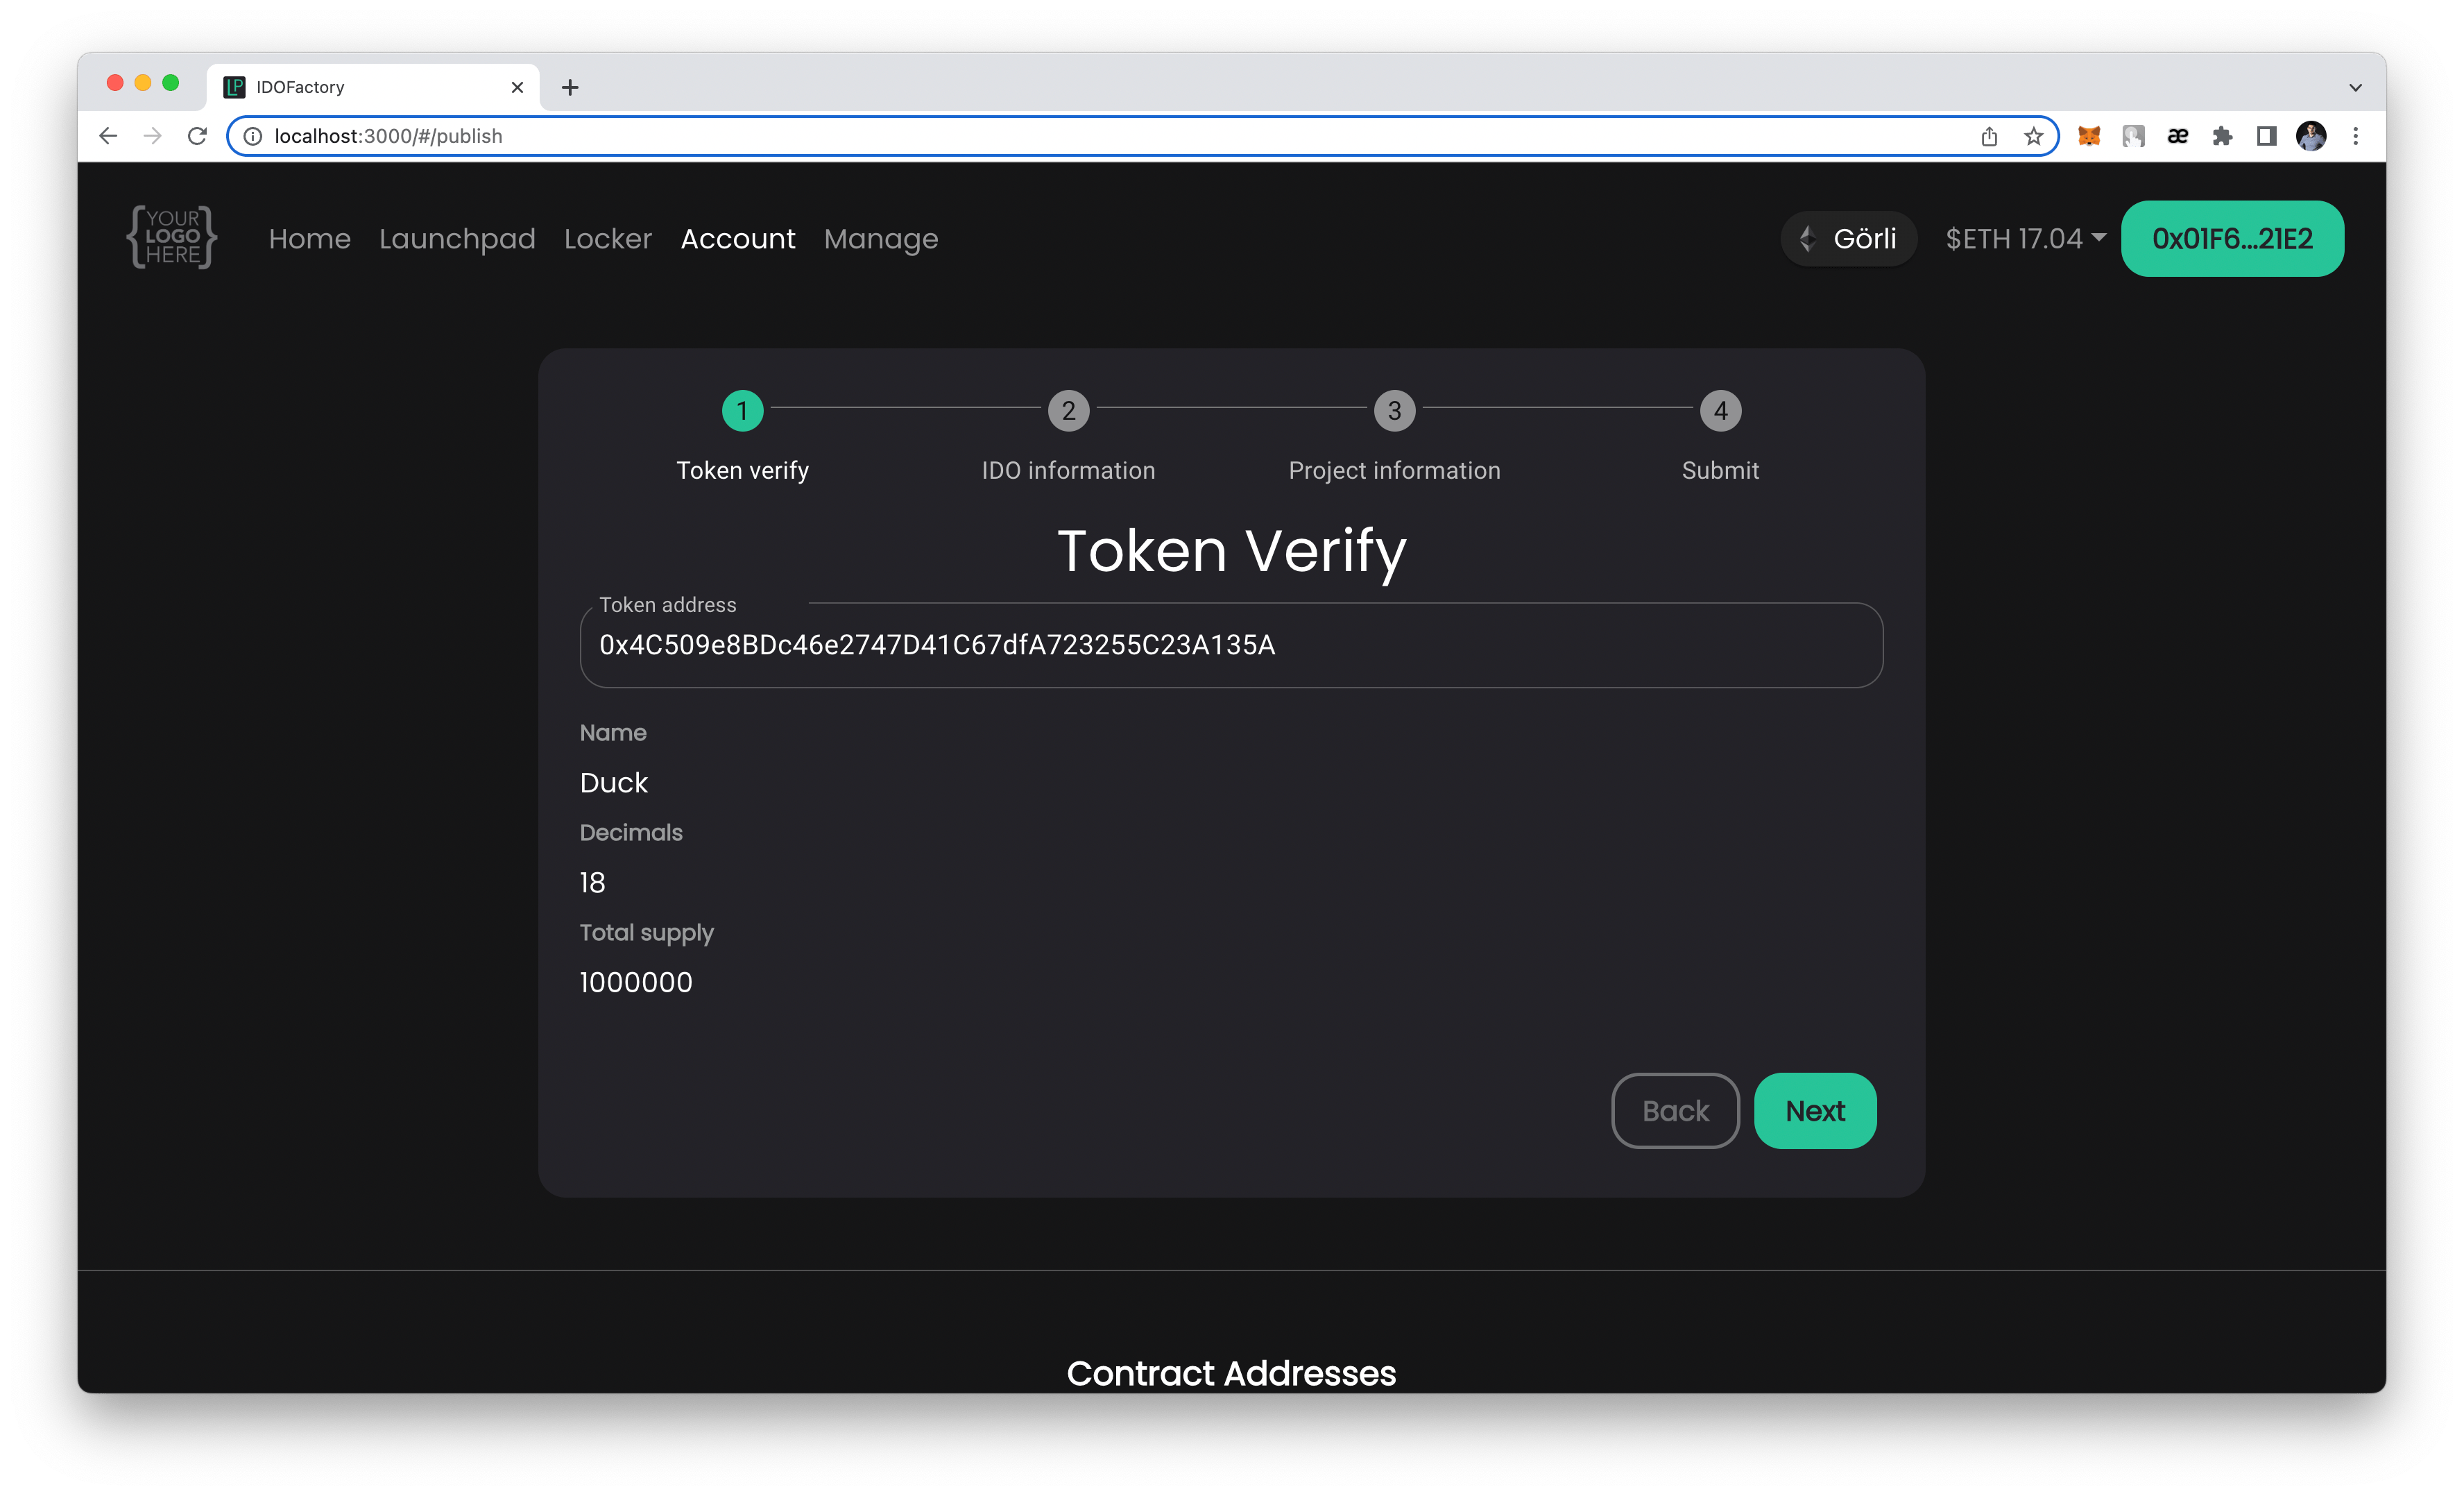 IDOFactory
localhost:3000/#/publish
YOUR
LOGO
HERE
Home Launchpad Locker Account Manage
Görli $ETH 17.04 0x01F6...21E2
1 2 3 4
Token verify IDO information Project information Submit
Token Verify
Token address
0x4C509e8BDc46e2747D41C67dfA723255C23A135A
Name
Duck
Decimals
18
Total supply
1000000
Back Next
Contract Addresses